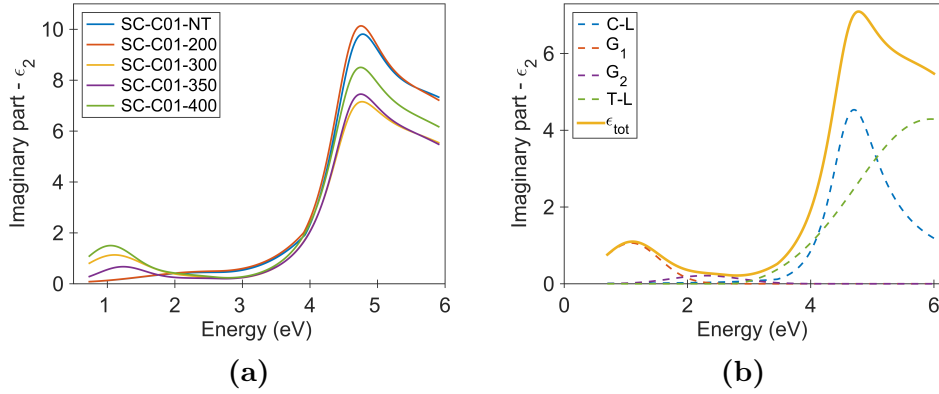 Imaginary part - ϵ₂
10
8
6
4
2
0
SC-C01-NT
SC-C01-200
SC-C01-300
SC-C01-350
SC-C01-400
1 2 3 4 5 6
Energy (eV)
(a)
Imaginary part - ϵ₂
6
4
2
0
C-L
G₁
G₂
T-L
ϵtot
0 2 4 6
Energy (eV)
(b)